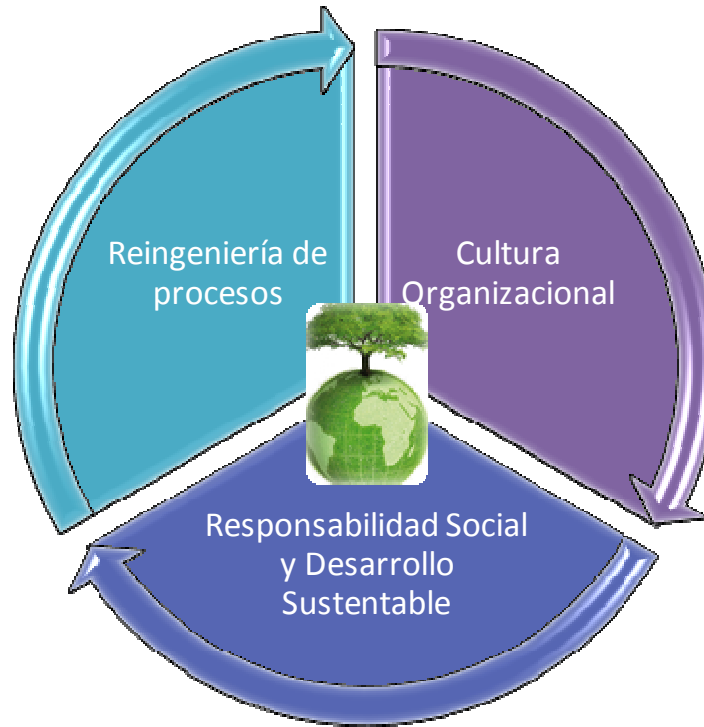 Reingeniería de
procesos
Cultura
Organizacional
Responsabilidad Social
y Desarrollo
Sustentable